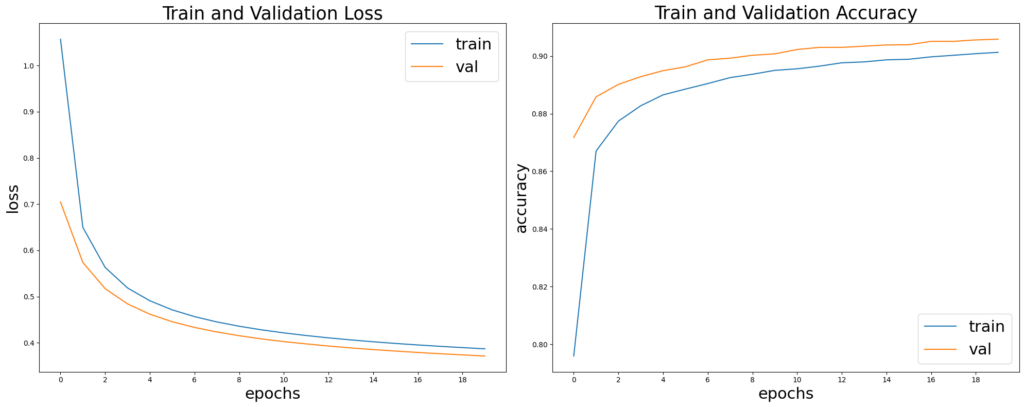 Train and Validation Loss
train
val
1.0
0.9
0.8
0.7
0.6
0.5
0.4
loss
0 2 4 6 8 10 12 14 16 18
epochs
Train and Validation Accuracy
0.90
0.88
0.86
0.84
0.82
0.80
accuracy
train
val
0 2 4 6 8 10 12 14 16 18
epochs